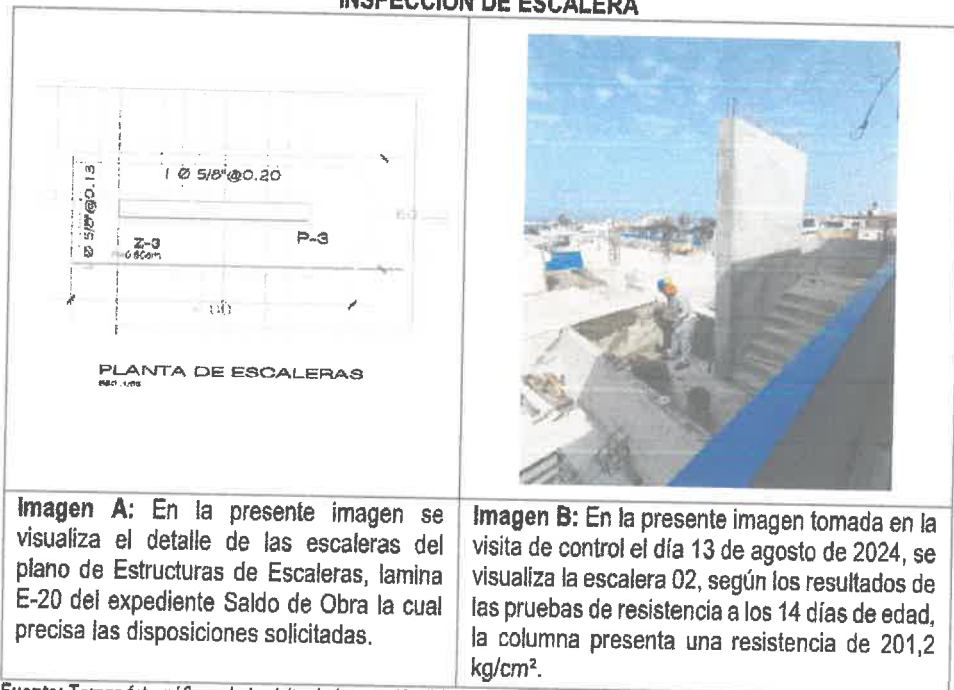 INSPECCIÓN DE ESCALERA
Ø 5/8"@0.20
Ø 5/8"@0.13
Z-3
P-3
PLANTA DE ESCALERAS
Imagen A: En la presente imagen se
visualiza el detalle de las escaleras del
plano de Estructuras de Escaleras, lamina
E-20 del expediente Saldo de Obra la cual
precisa las disposiciones solicitadas.
Imagen B: En la presente imagen tomada en la
visita de control el día 13 de agosto de 2024, se
visualiza la escalera 02, según los resultados de
las pruebas de resistencia a los 14 días de edad,
la columna presenta una resistencia de 201,2
kg/cm².